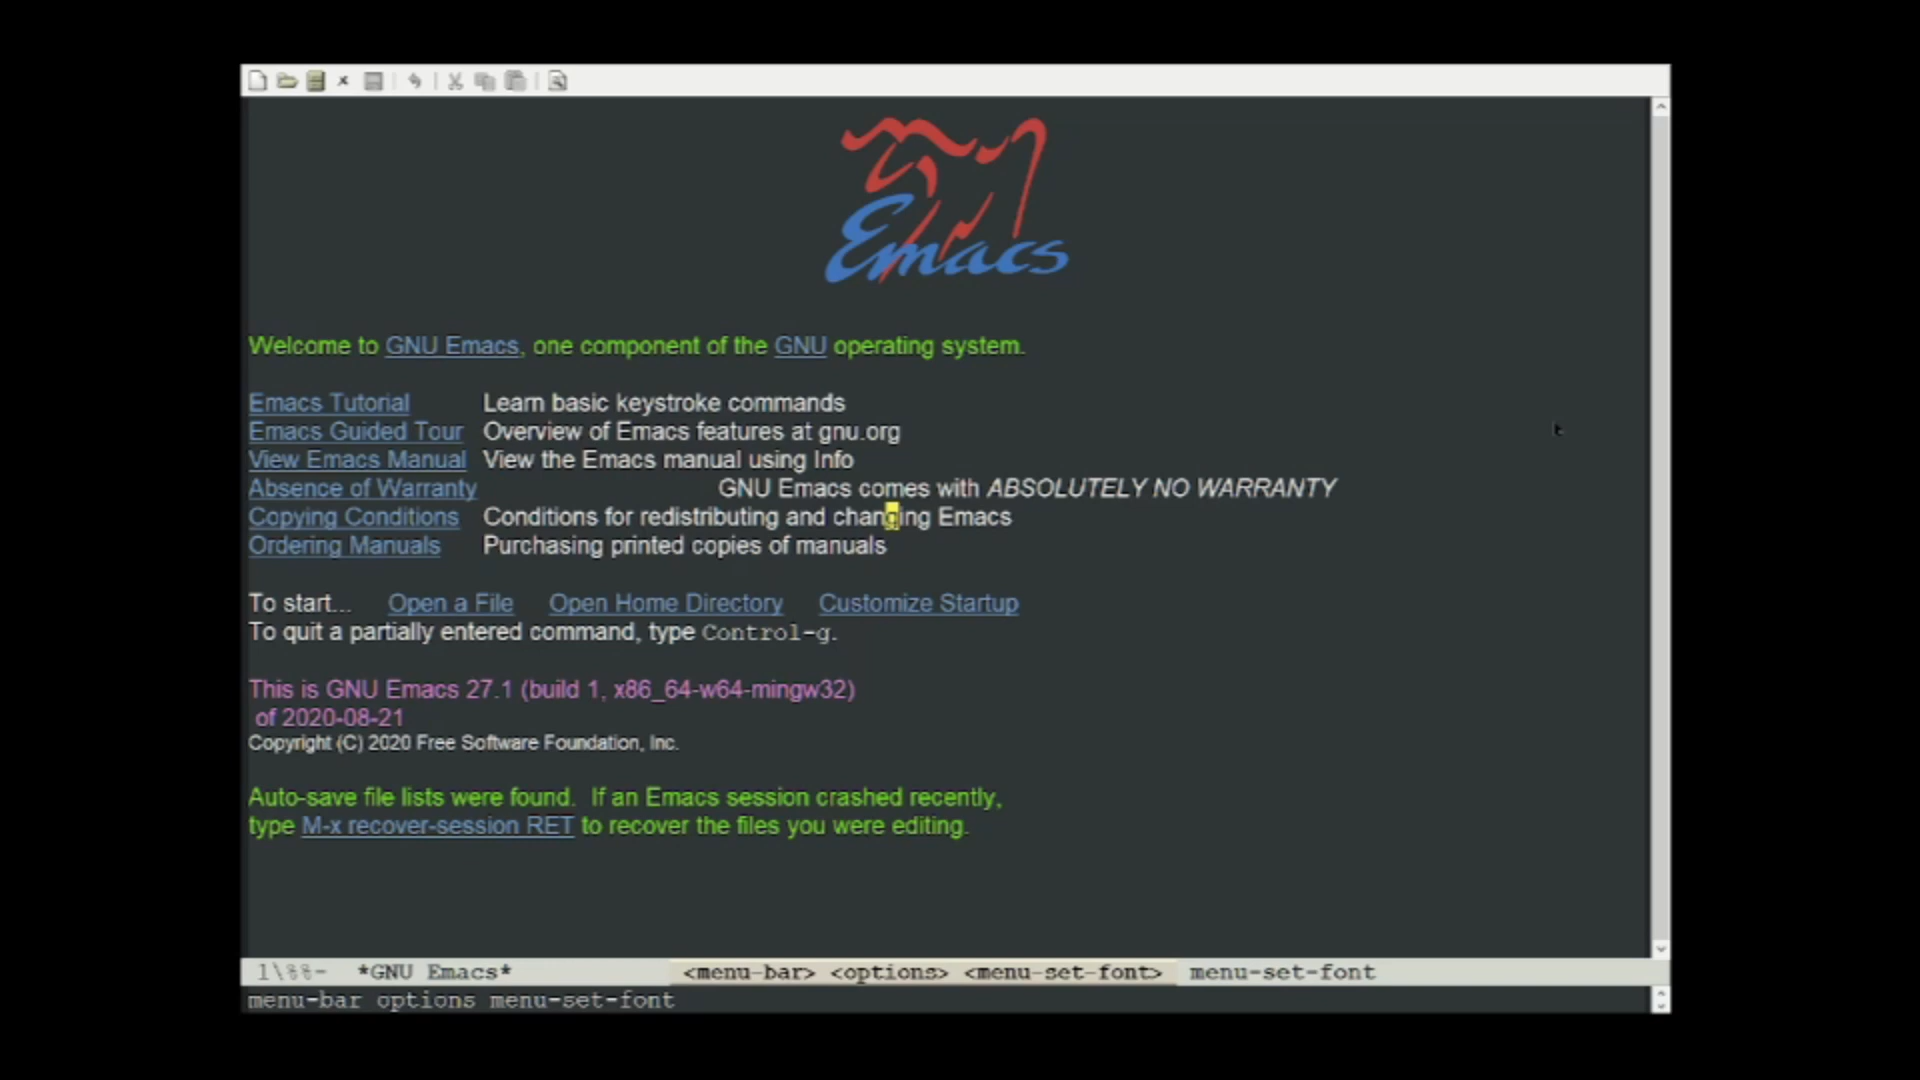 Emacs
Welcome to GNU Emacs, one component of the GNU operating system.
Emacs Tutorial Learn basic keystroke commands
Emacs Guided Tour Overview of Emacs features at gnu.org
View Emacs Manual View the Emacs manual using Info
Absence of Warranty GNU Emacs comes with ABSOLUTELY NO WARRANTY
Copying Conditions Conditions for redistributing and changing Emacs
Ordering Manuals Purchasing printed copies of manuals
To start... Open a File Open Home Directory Customize Startup
To quit a partially entered command, type Control-g.
This is GNU Emacs 27.1 (build 1, x86_64-w64-mingw32)
of 2020-08-21
Copyright (C) 2020 Free Software Foundation, Inc.
Auto-save file lists were found. If an Emacs session crashed recently,
type M-x recover-session RET to recover the files you were editing.
1\%%- *GNU Emacs* <menu-bar> <options> <menu-set-font> menu-set-font
menu-bar options menu-set-font